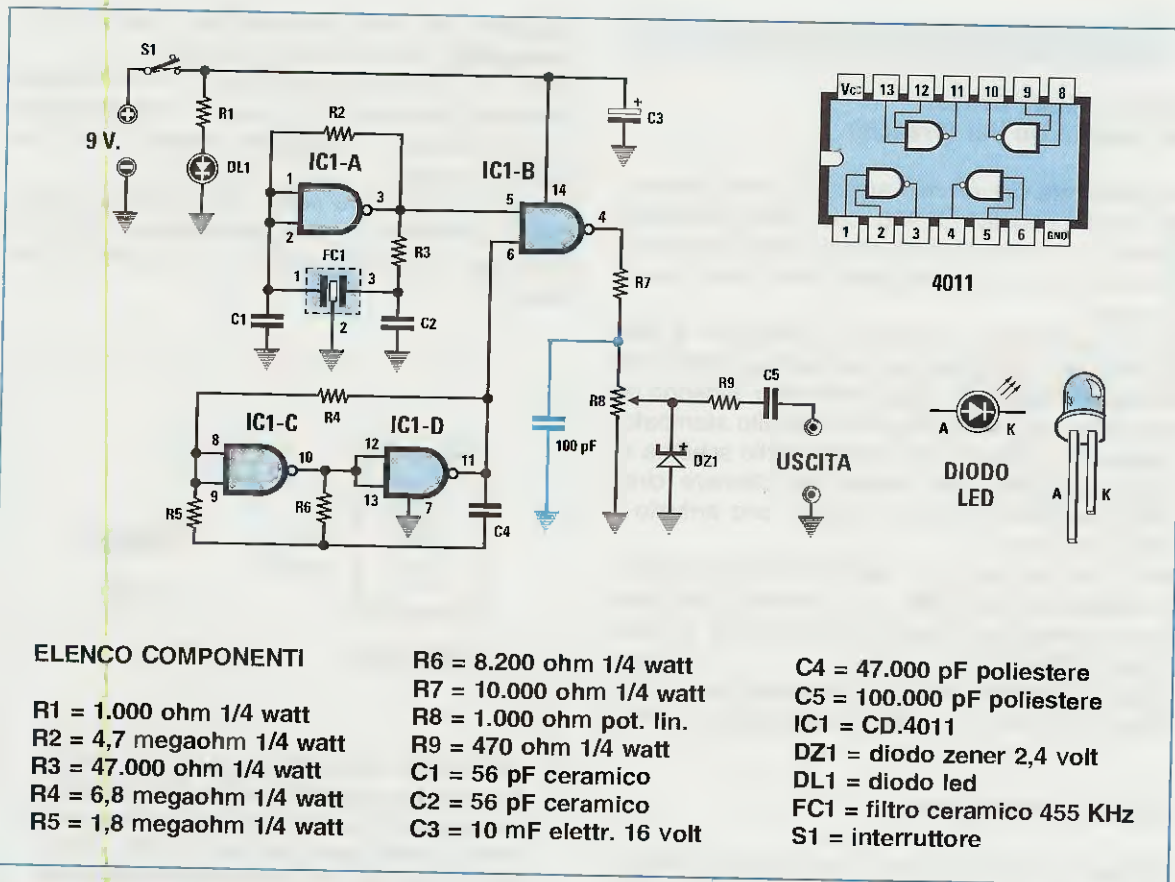 S1
9 V.
R1
DL1
R2
IC1-A
1
2
3
R3
FC1
1
3
2
C1
C2
IC1-B
5
14
6
4
C3
R7
R4
IC1-C
IC1-D
8
9
10
12
13
11
7
R5
R6
C4
100 pF
R8
DZ1
R9
C5
USCITA
Vcc 13 12 11 10 9 8
1 2 3 4 5 6 GND
4011
A
K
DIODO
LED
A
K
ELENCO COMPONENTI
R1 = 1.000 ohm 1/4 watt
R2 = 4,7 megaohm 1/4 watt
R3 = 47.000 ohm 1/4 watt
R4 = 6,8 megaohm 1/4 watt
R5 = 1,8 megaohm 1/4 watt
R6 = 8.200 ohm 1/4 watt
R7 = 10.000 ohm 1/4 watt
R8 = 1.000 ohm pot. lin.
R9 = 470 ohm 1/4 watt
C1 = 56 pF ceramico
C2 = 56 pF ceramico
C3 = 10 mF elettr. 16 volt
C4 = 47.000 pF poliestere
C5 = 100.000 pF poliestere
IC1 = CD.4011
DZ1 = diodo zener 2,4 volt
DL1 = diodo led
FC1 = filtro ceramico 455 KHz
S1 = interruttore